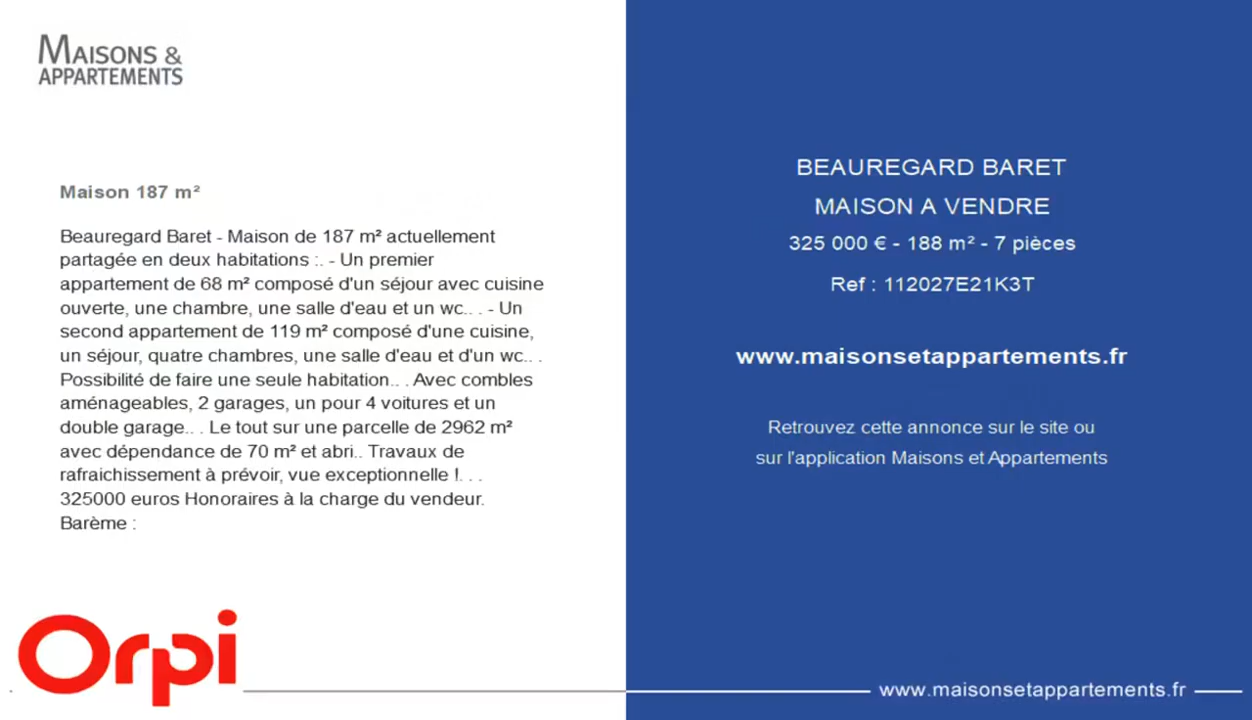 MAISONS &
APPARTEMENTS
Maison 187 m²
Beauregard Baret - Maison de 187 m² actuellement
partagée en deux habitations :. - Un premier
appartement de 68 m² composé d'un séjour avec cuisine
ouverte, une chambre, une salle d'eau et un wc.. . - Un
second appartement de 119 m² composé d'une cuisine,
un séjour, quatre chambres, une salle d'eau et d'un wc.. .
Possibilité de faire une seule habitation.. . Avec combles
aménageables, 2 garages, un pour 4 voitures et un
double garage.. . Le tout sur une parcelle de 2962 m²
avec dépendance de 70 m² et abri.. Travaux de
rafraichissement à prévoir, vue exceptionnelle !. . .
325000 euros Honoraires à la charge du vendeur.
Barème :
Orpi
BEAUREGARD BARET
MAISON A VENDRE
325 000 € - 188 m² - 7 pièces
Ref : 112027E21K3T
www.maisonsetappartements.fr
Retrouvez cette annonce sur le site ou
sur l'application Maisons et Appartements
www.maisonsetappartements.fr